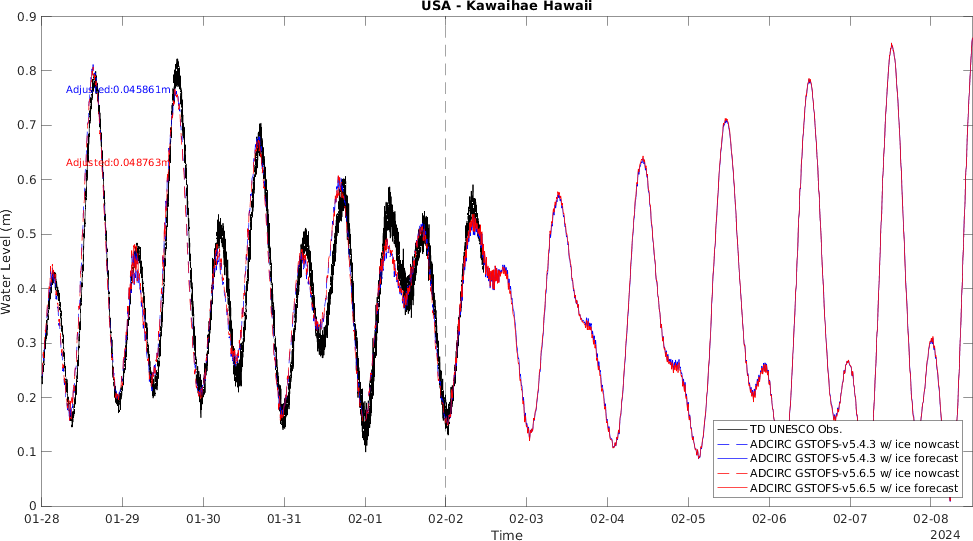 USA - Kawaihae Hawaii
Water Level (m)
0.9
0.8
0.7
0.6
0.5
0.4
0.3
0.2
0.1
0
Adjusted:0.045861m
Adjusted:0.048763m
TD UNESCO Obs.
ADCIRC GSTOFS-v5.4.3 w/ ice nowcast
ADCIRC GSTOFS-v5.4.3 w/ ice forecast
ADCIRC GSTOFS-v5.6.5 w/ ice nowcast
ADCIRC GSTOFS-v5.6.5 w/ ice forecast
01-28 01-29 01-30 01-31 02-01 02-02 02-03 02-04 02-05 02-06 02-07 02-08
Time
2024